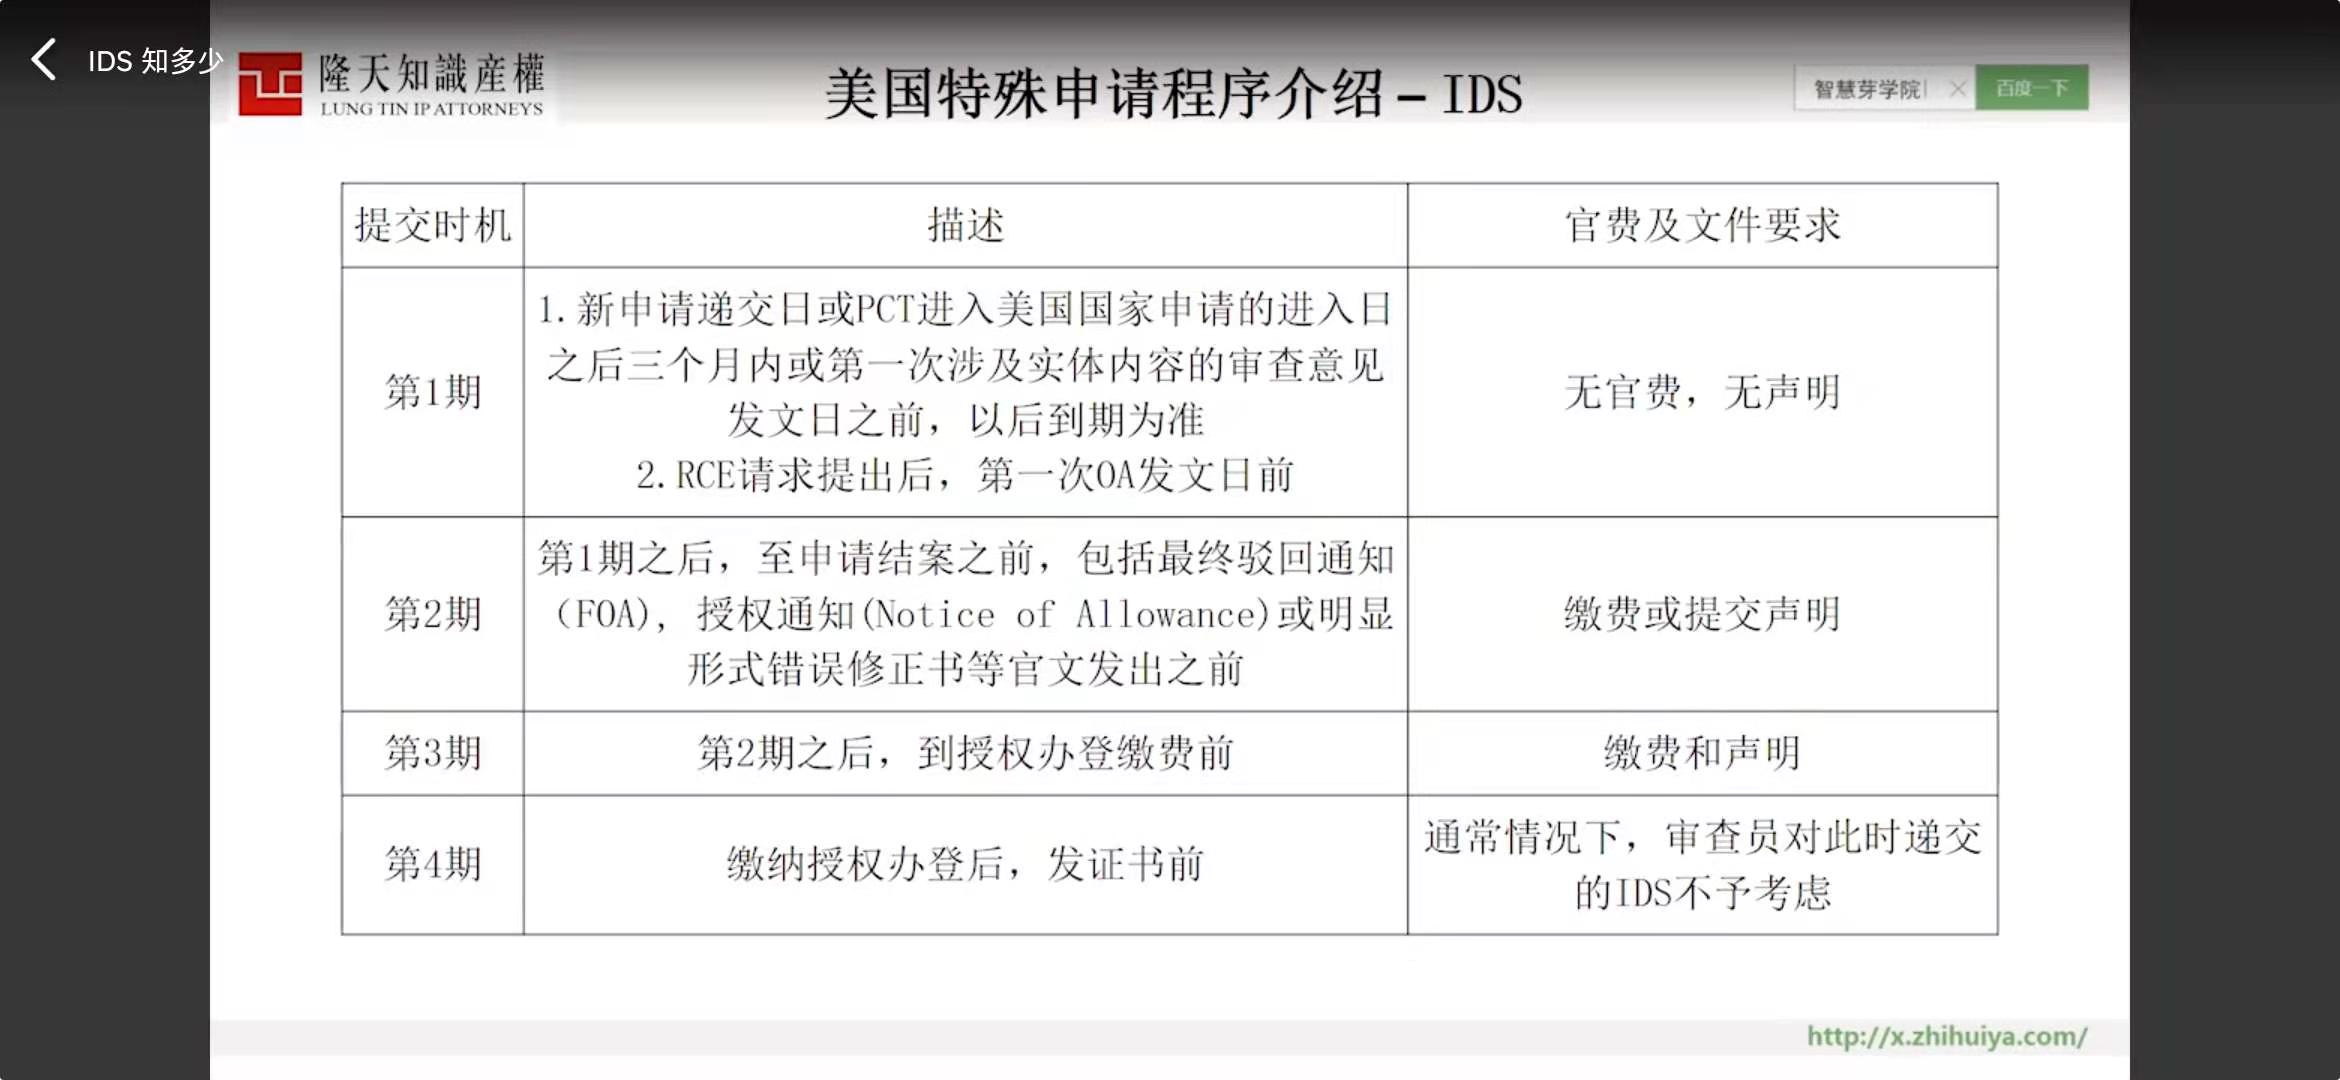 IDS 知多少
隆天知識産權
LUNG TIN IP ATTORNEYS
美国特殊申请程序介绍 – IDS
智慧芽学院
百度一下
提交时机
描述
官费及文件要求
第1期
1.新申请递交日或PCT进入美国国家申请的进入日
之后三个月内或第一次涉及实体内容的审查意见
发文日之前，以后到期为准
2.RCE请求提出后，第一次OA发文日前
无官费，无声明
第2期
第1期之后，至申请结案之前，包括最终驳回通知
（FOA)，授权通知(Notice of Allowance)或明显
形式错误修正书等官文发出之前
缴费或提交声明
第3期
第2期之后，到授权办登缴费前
缴费和声明
第4期
缴纳授权办登后，发证书前
通常情况下，审查员对此时递交
的IDS不予考虑
http://x.zhihuiya.com/